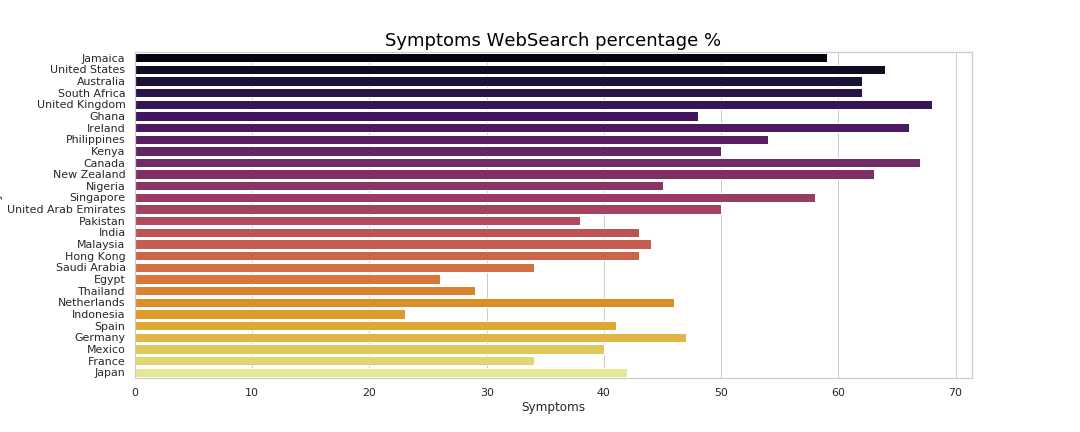 Symptoms WebSearch percentage %
Jamaica
United States
Australia
South Africa
United Kingdom
Ghana
Ireland
Philippines
Kenya
Canada
New Zealand
Nigeria
Singapore
United Arab Emirates
Pakistan
India
Malaysia
Hong Kong
Saudi Arabia
Egypt
Thailand
Netherlands
Indonesia
Spain
Germany
Mexico
France
Japan
0 10 20 30 40 50 60 70
Symptoms